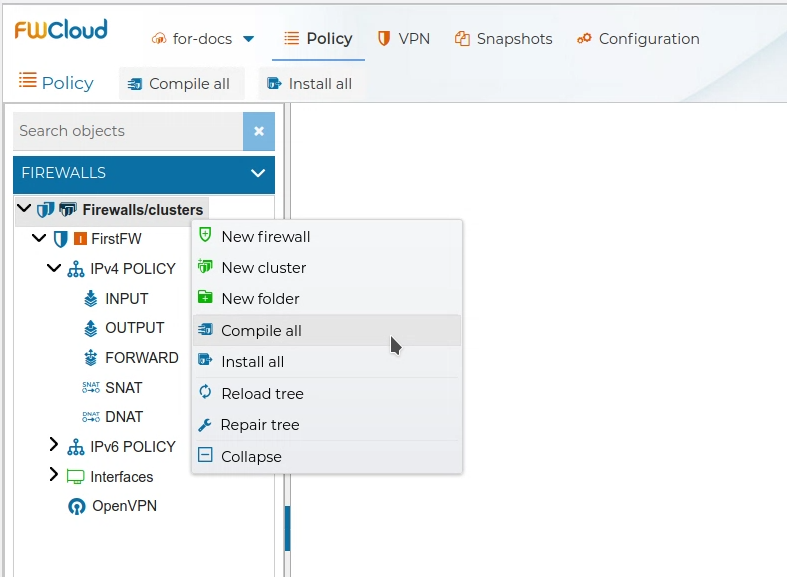 FWCloud
for-docs
Policy
VPN
Snapshots
Configuration
Policy
Compile all
Install all
Search objects
FIREWALLS
Firewalls/clusters
FirstFW
IPv4 POLICY
INPUT
OUTPUT
FORWARD
SNAT SNAT
DNAT DNAT
IPv6 POLICY
Interfaces
OpenVPN
New firewall
New cluster
New folder
Compile all
Install all
Reload tree
Repair tree
Collapse